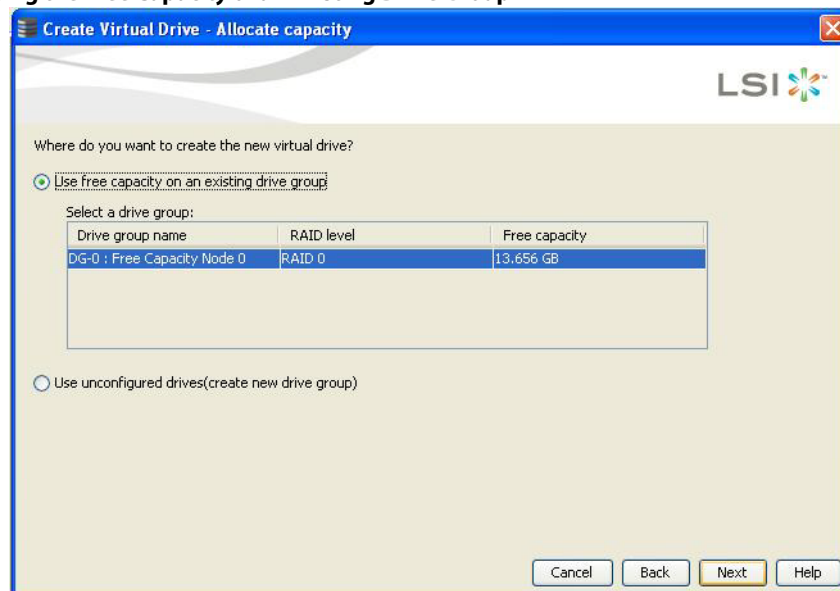 Create Virtual Drive - Allocate capacity
LSI
Where do you want to create the new virtual drive?
Use free capacity on an existing drive group
Select a drive group:
Drive group name RAID level Free capacity
DG-0 : Free Capacity Node 0 RAID 0 13.656 GB
Use unconfigured drives(create new drive group)
Cancel Back Next Help